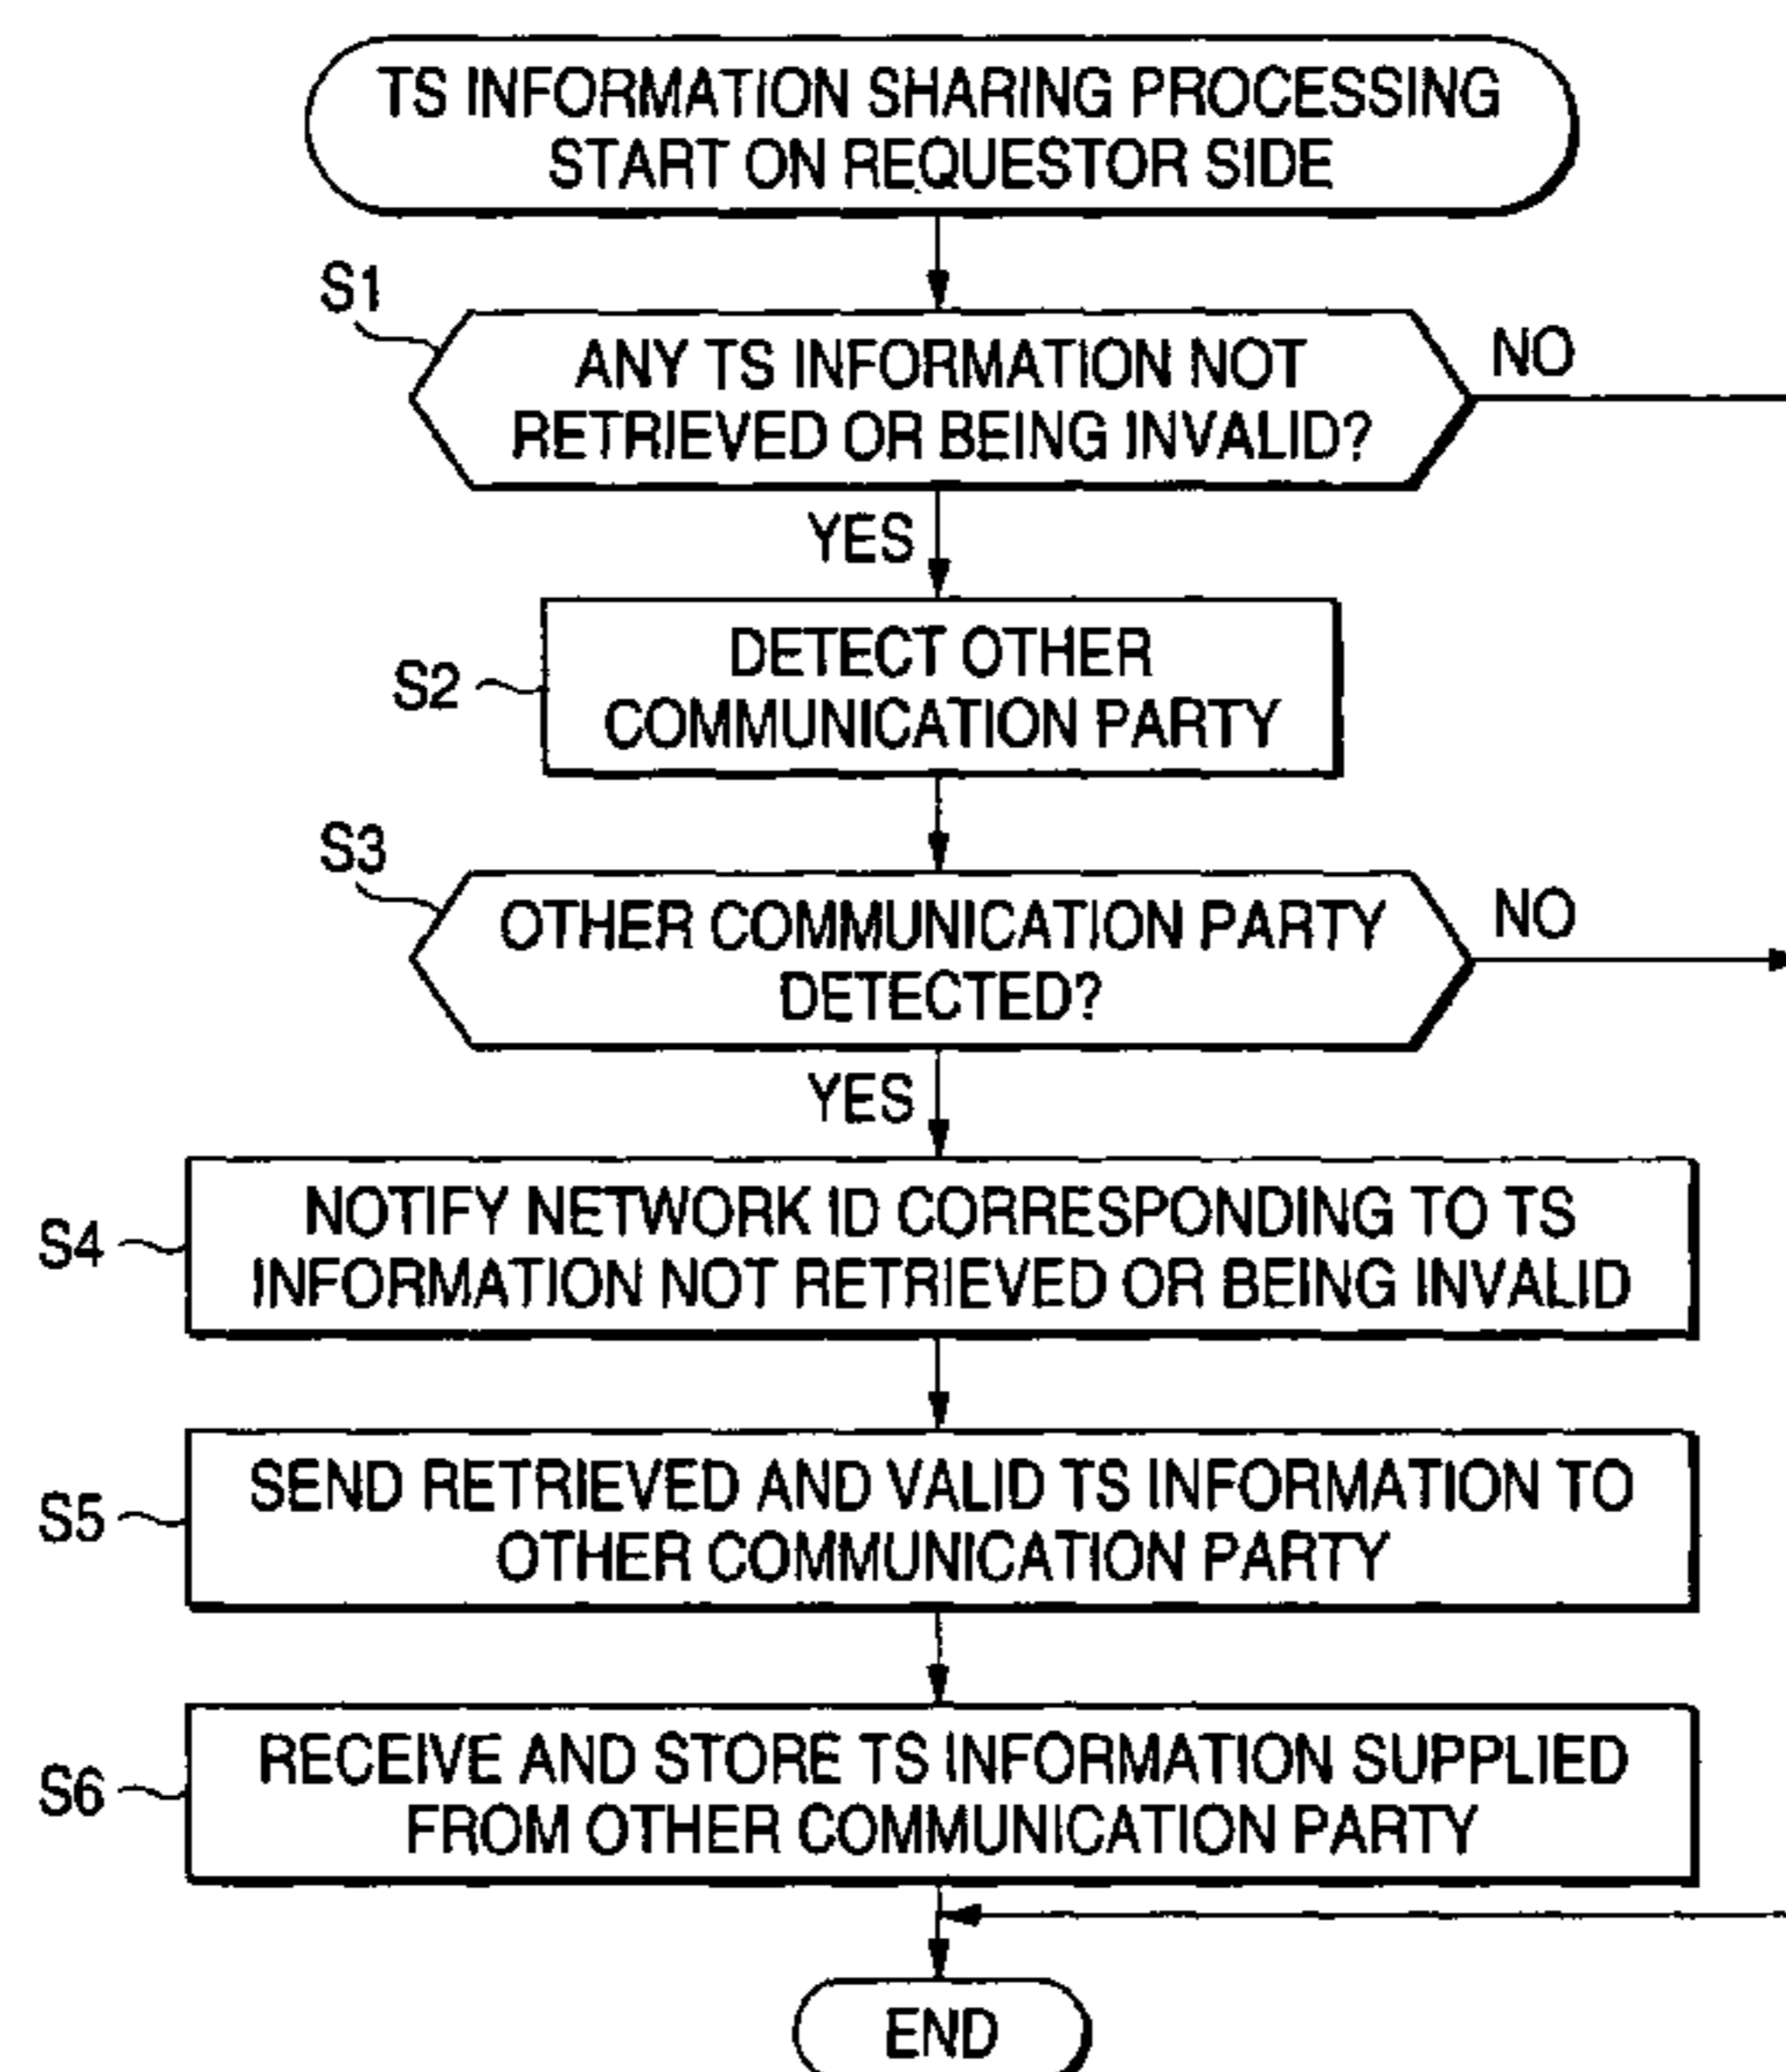 TS INFORMATION SHARING PROCESSING
START ON REQUESTOR SIDE
S1
ANY TS INFORMATION NOT
RETRIEVED OR BEING INVALID?
NO
YES
S2
DETECT OTHER
COMMUNICATION PARTY
S3
OTHER COMMUNICATION PARTY
DETECTED?
NO
YES
S4
NOTIFY NETWORK ID CORRESPONDING TO TS
INFORMATION NOT RETRIEVED OR BEING INVALID
S5
SEND RETRIEVED AND VALID TS INFORMATION TO
OTHER COMMUNICATION PARTY
S6
RECEIVE AND STORE TS INFORMATION SUPPLIED
FROM OTHER COMMUNICATION PARTY
END